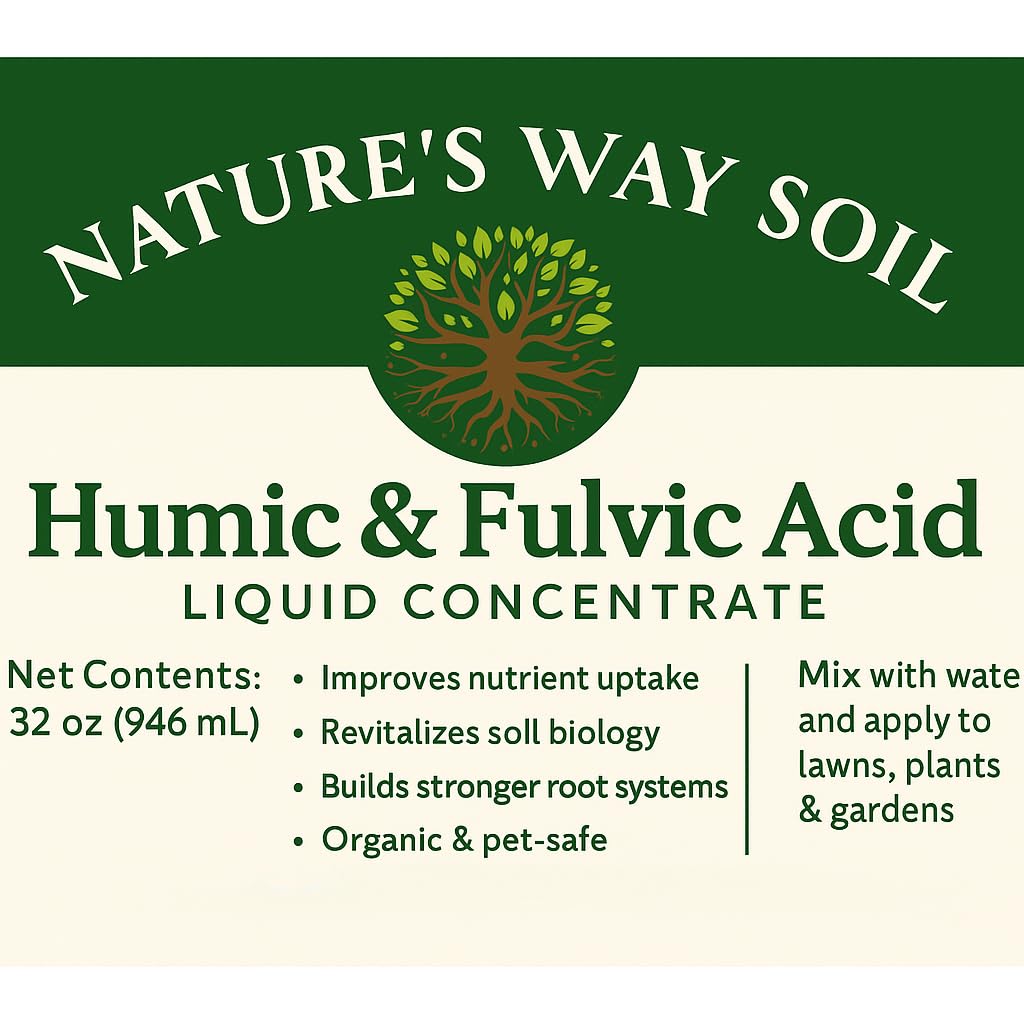 NATURE'S WAY SOIL
Humic & Fulvic Acid
LIQUID CONCENTRATE
Net Contents:
32 oz (946 mL)
• Improves nutrient uptake
• Revitalizes soll biology
• Builds stronger root systems
• Organic & pet-safe
Mix with wate
and apply to
lawns, plants
& gardens